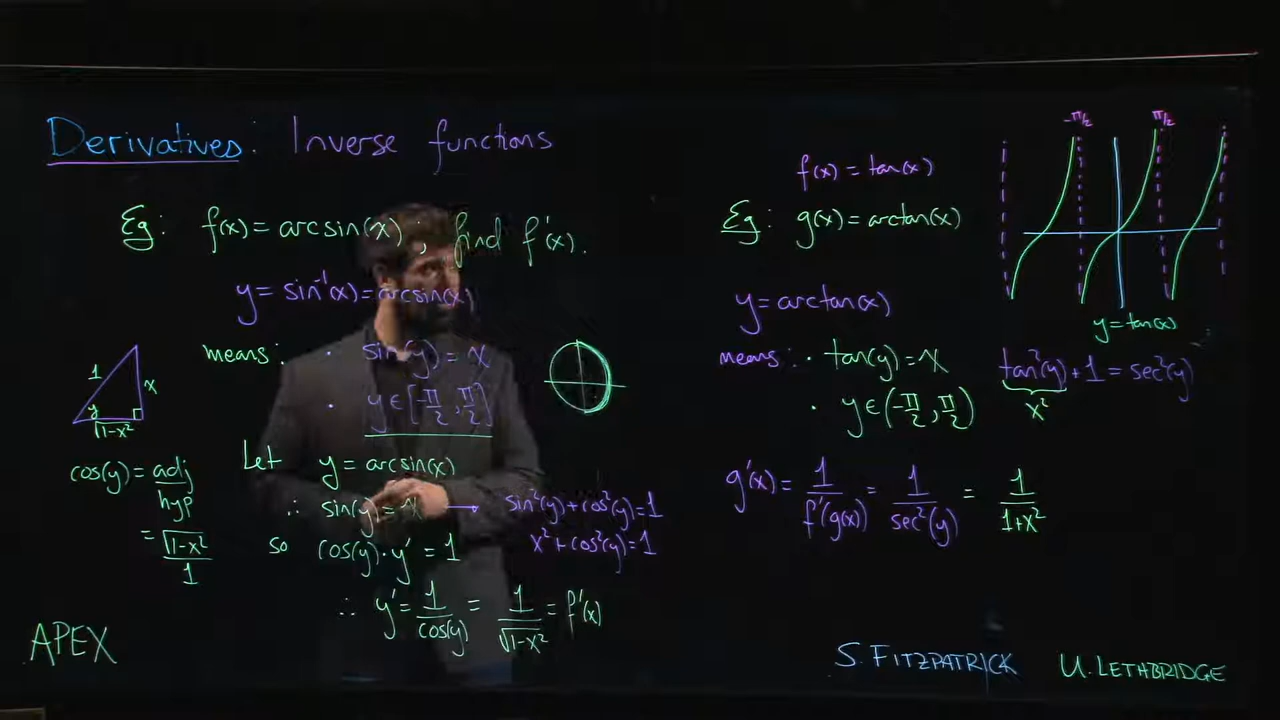 Derivatives: Inverse functions
Eg: f(x) = arcsin(x); find f'(x).
y = sin⁻¹(x) = arcsin(x)
means: · sin(y) = x
· y ∈ [-π/2, π/2]
1
x
y
√1-x²
cos(y) = adj/hyp
= √1-x²/1
Let y = arcsin(x)
∴ sin(y) = x → sin²(y) + cos²(y) = 1
x² + cos²(y) = 1
so cos(y)·y' = 1
∴ y' = 1/cos(y) = 1/√1-x² = f'(x)
APEX
f(x) = tan(x)
Eg: g(x) = arctan(x)
-π/2
π/2
y = tan(x)
y = arctan(x)
means: · tan(y) = x
· y ∈ (-π/2, π/2)
tan²(y) + 1 = sec²(y)
x²
g'(x) = 1/f'(g(x)) = 1/sec²(y) = 1/1+x²
S. FITZPATRICK U. LETHBRIDGE